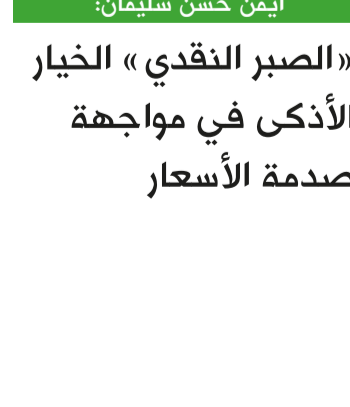 أيمن حسن سليمان:
«الصبر النقدي» الخيار
الأذكى في مواجهة
صدمة الأسعار